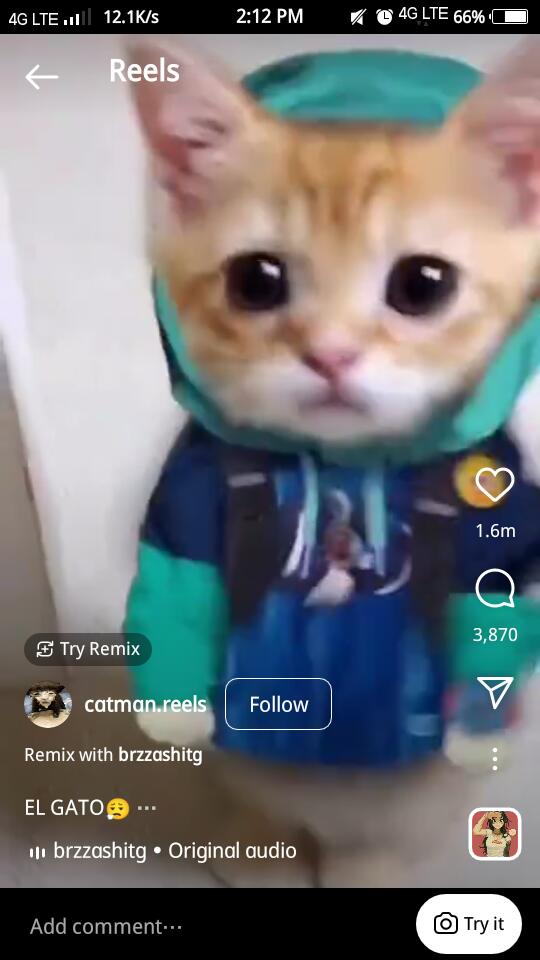 4G LTE 12.1K/s 2:12 PM 4G LTE 66%
Reels
1.6m
3,870
Try Remix
catman.reels Follow
Remix with brzzashitg
EL GATO😮‍💨 ···
brzzashitg • Original audio
Add comment··· Try it